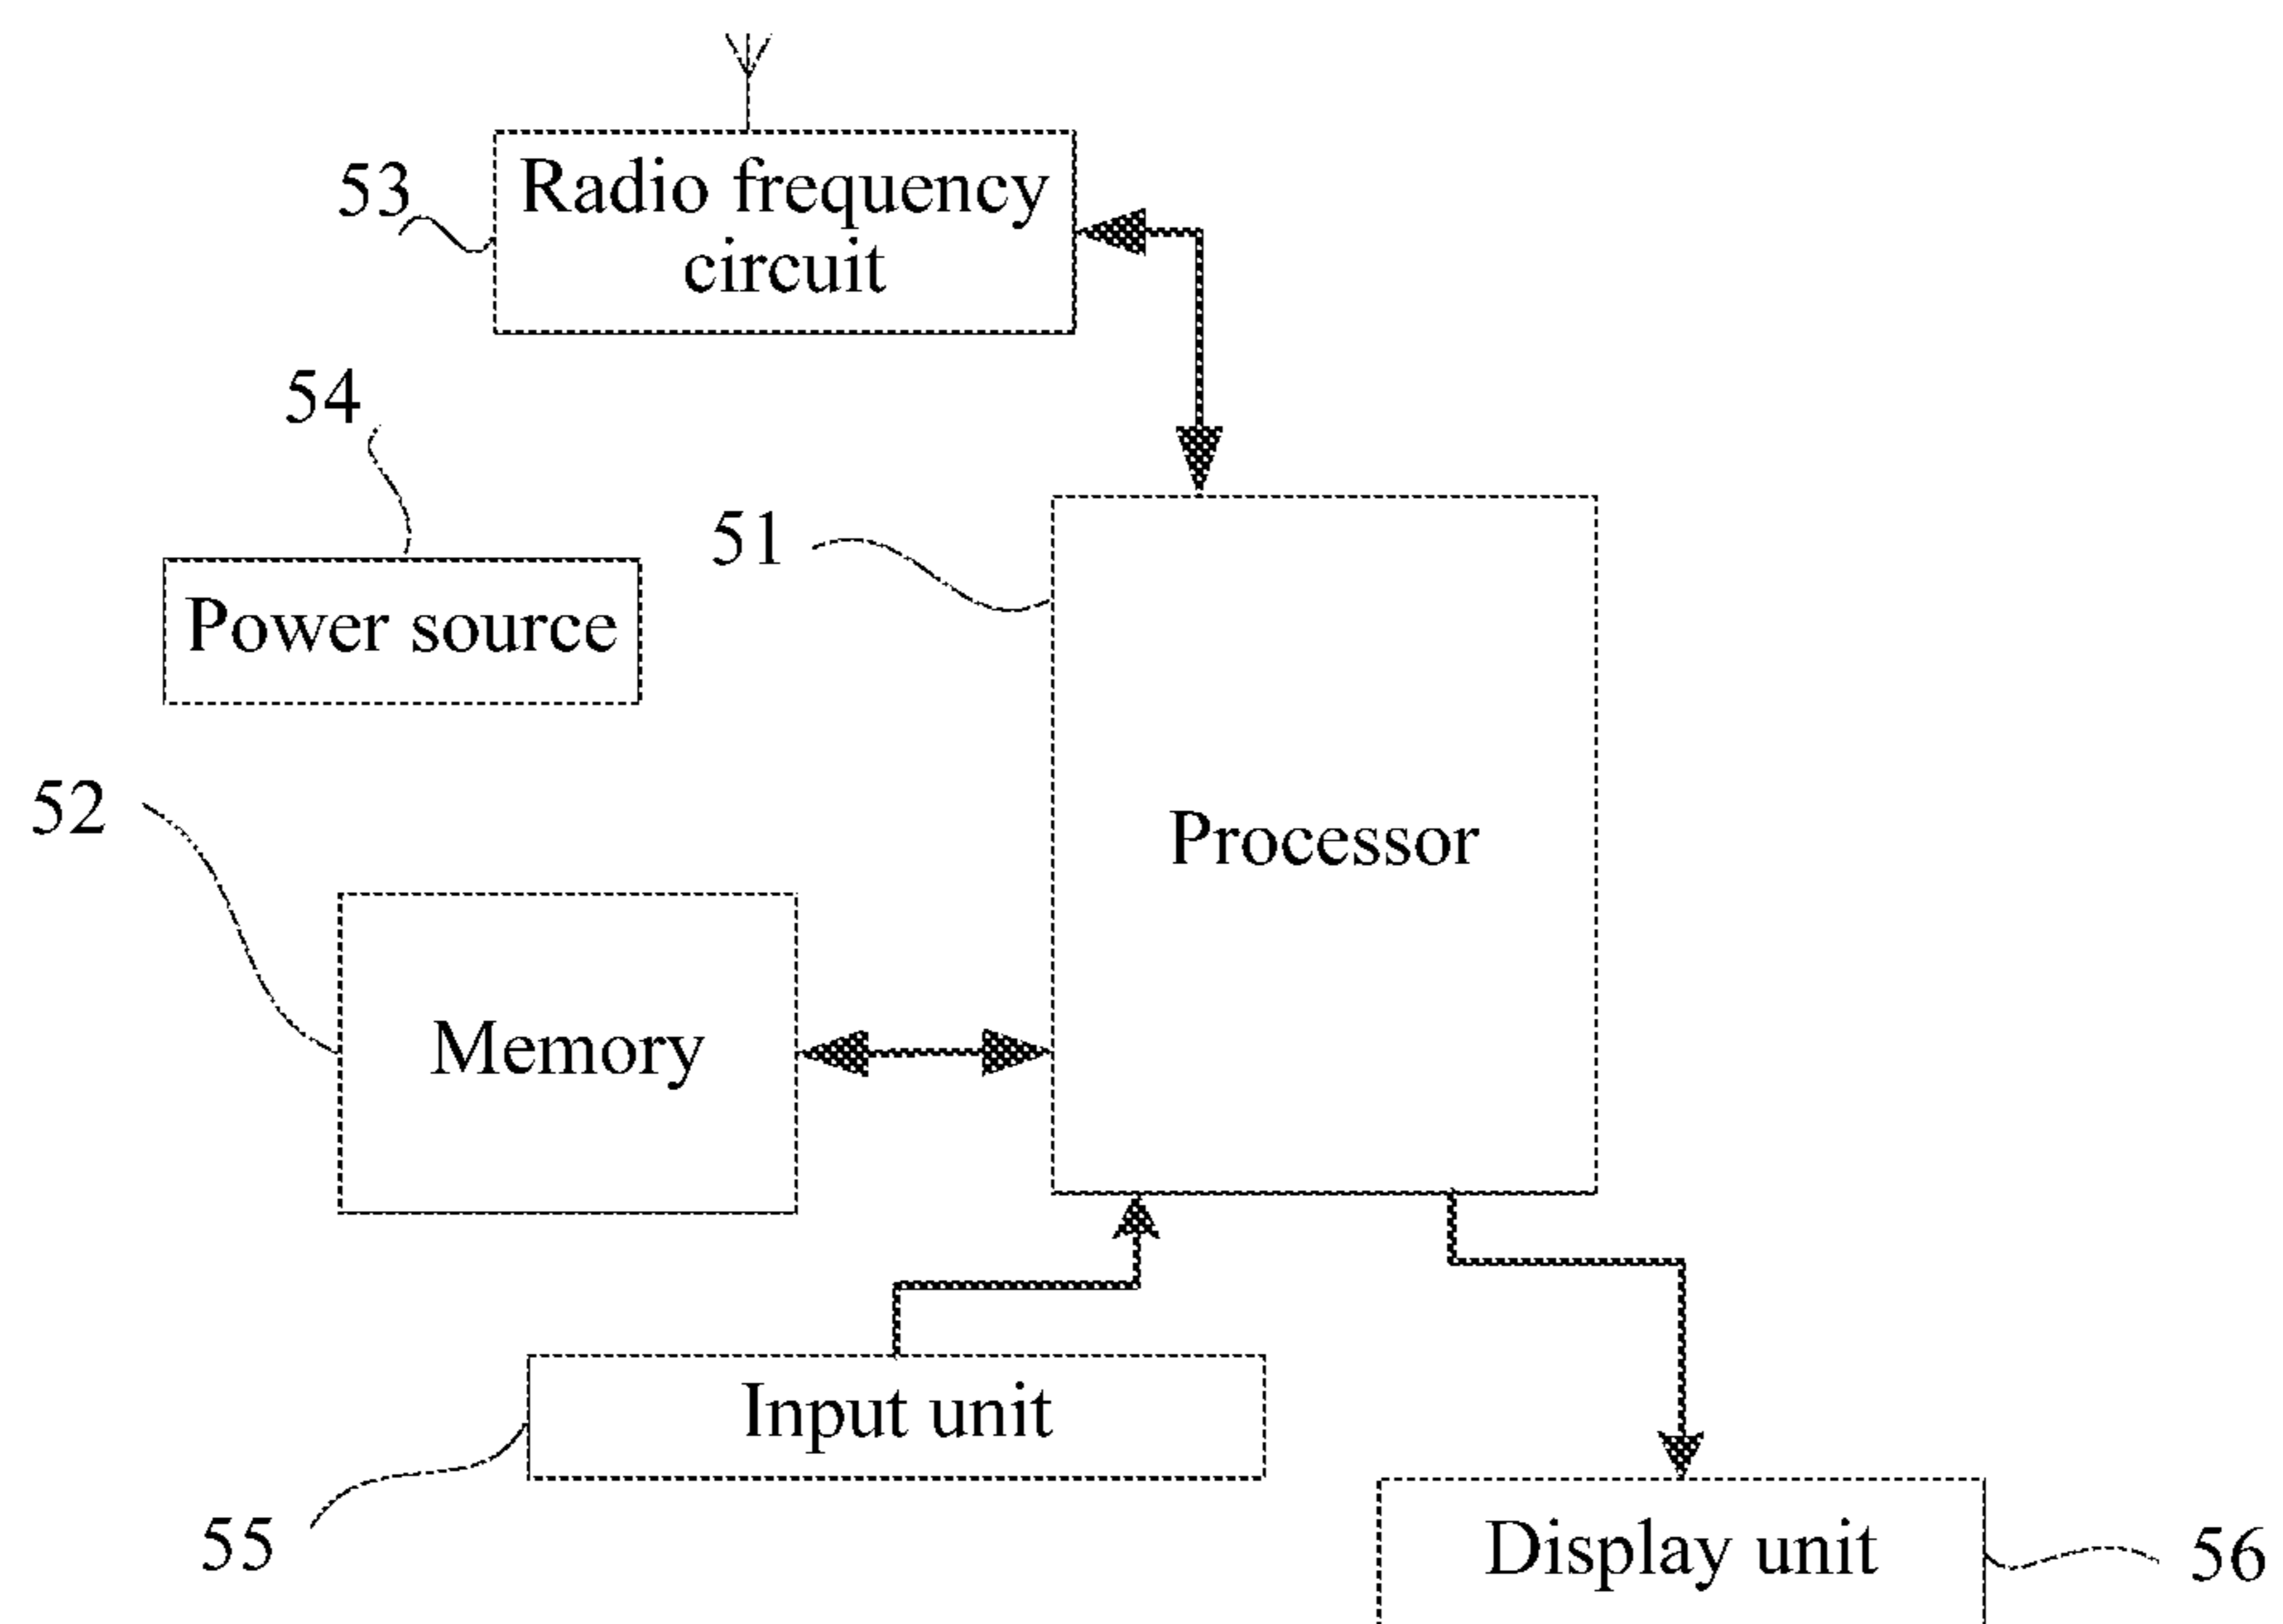 53
Radio frequency
circuit
54
51
Power source
52
Processor
Memory
Input unit
55
Display unit
56